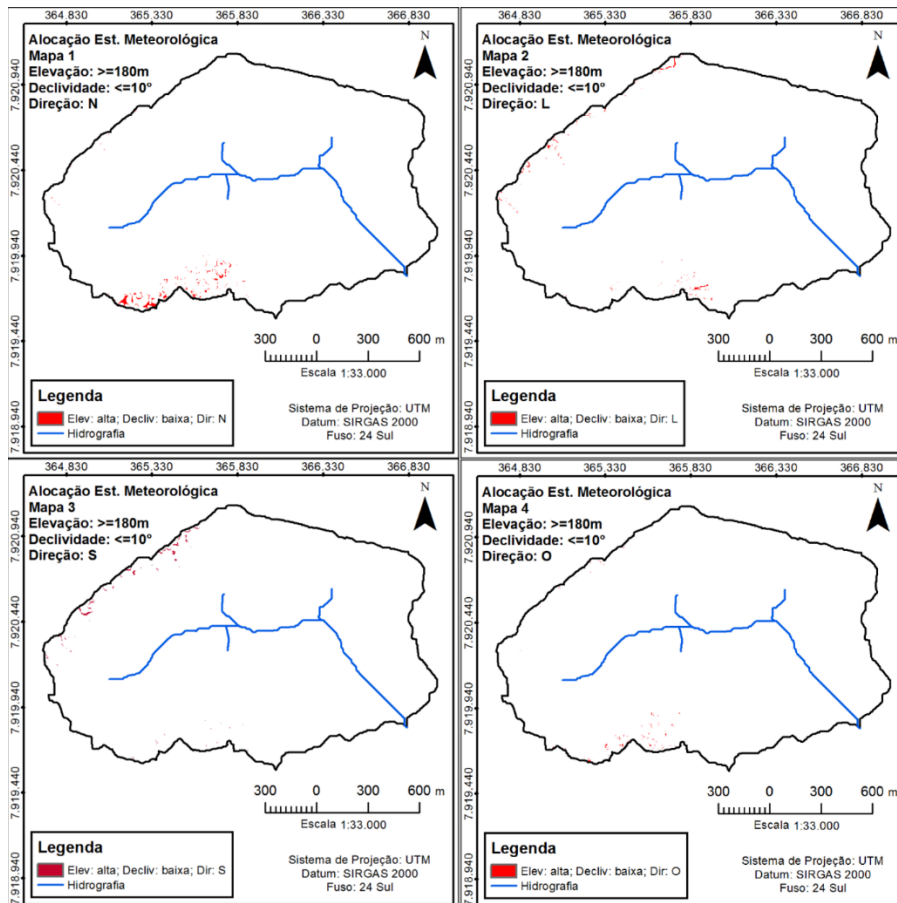 364.830 365.330 365.830 366.330 366.830
Alocação Est. Meteorológica
Mapa 1
Elevação: >=180m
Declividade: <=10°
Direção: N
N
7.920.940
7.920.440
7.919.940
7.919.440
7.918.940
300 0 300 600 m
Escala 1:33.000
Legenda
Elev: alta; Decliv: baixa; Dir: N
Hidrografia
Sistema de Projeção: UTM
Datum: SIRGAS 2000
Fuso: 24 Sul
364.830 365.330 365.830 366.330 366.830
Alocação Est. Meteorológica
Mapa 2
Elevação: >=180m
Declividade: <=10°
Direção: L
N
7.920.940
7.920.440
7.919.940
7.919.440
7.918.940
300 0 300 600 m
Escala 1:33.000
Legenda
Elev: alta; Decliv: baixa; Dir: L
Hidrografia
Sistema de Projeção: UTM
Datum: SIRGAS 2000
Fuso: 24 Sul
364.830 365.330 365.830 366.330 366.830
Alocação Est. Meteorológica
Mapa 3
Elevação: >=180m
Declividade: <=10°
Direção: S
N
7.920.940
7.920.440
7.919.940
7.919.440
7.918.940
300 0 300 600 m
Escala 1:33.000
Legenda
Elev: alta; Decliv: baixa; Dir: S
Hidrografia
Sistema de Projeção: UTM
Datum: SIRGAS 2000
Fuso: 24 Sul
364.830 365.330 365.830 366.330 366.830
Alocação Est. Meteorológica
Mapa 4
Elevação: >=180m
Declividade: <=10°
Direção: O
N
7.920.940
7.920.440
7.919.940
7.919.440
7.918.940
300 0 300 600 m
Escala 1:33.000
Legenda
Elev: alta; Decliv: baixa; Dir: O
Hidrografia
Sistema de Projeção: UTM
Datum: SIRGAS 2000
Fuso: 24 Sul